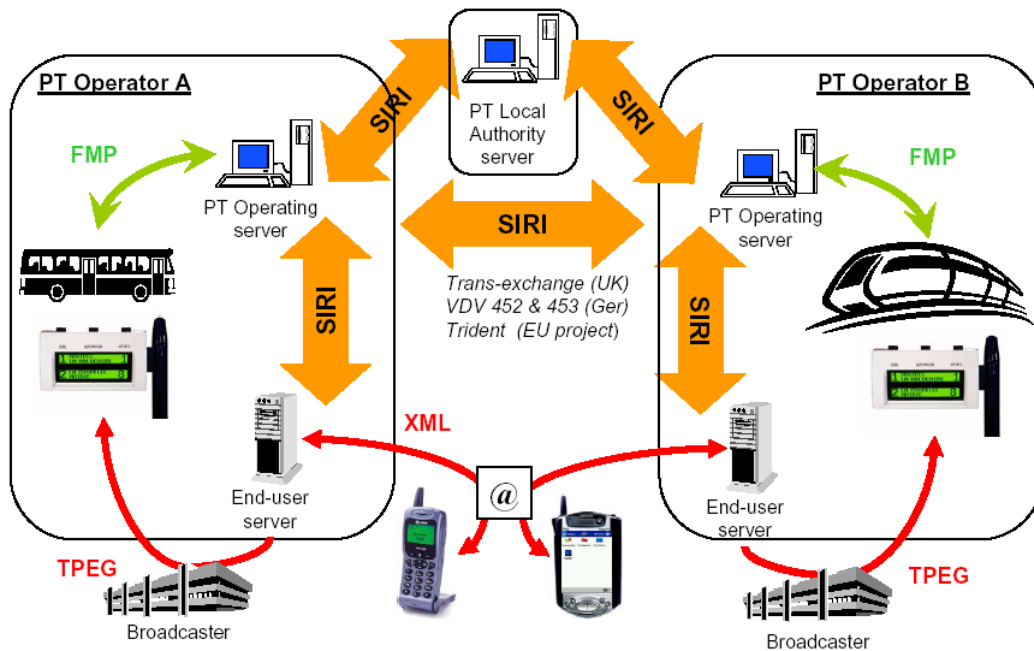 PT Operator A
PT Operator B
PT Local
Authority
server
SIRI
SIRI
FMP
FMP
PT Operating
server
PT Operating
server
SIRI
Trans-exchange (UK)
VDV 452 & 453 (Ger)
Trident (EU project)
SIRI
SIRI
XML
@
End-user
server
End-user
server
TPEG
TPEG
Broadcaster
Broadcaster